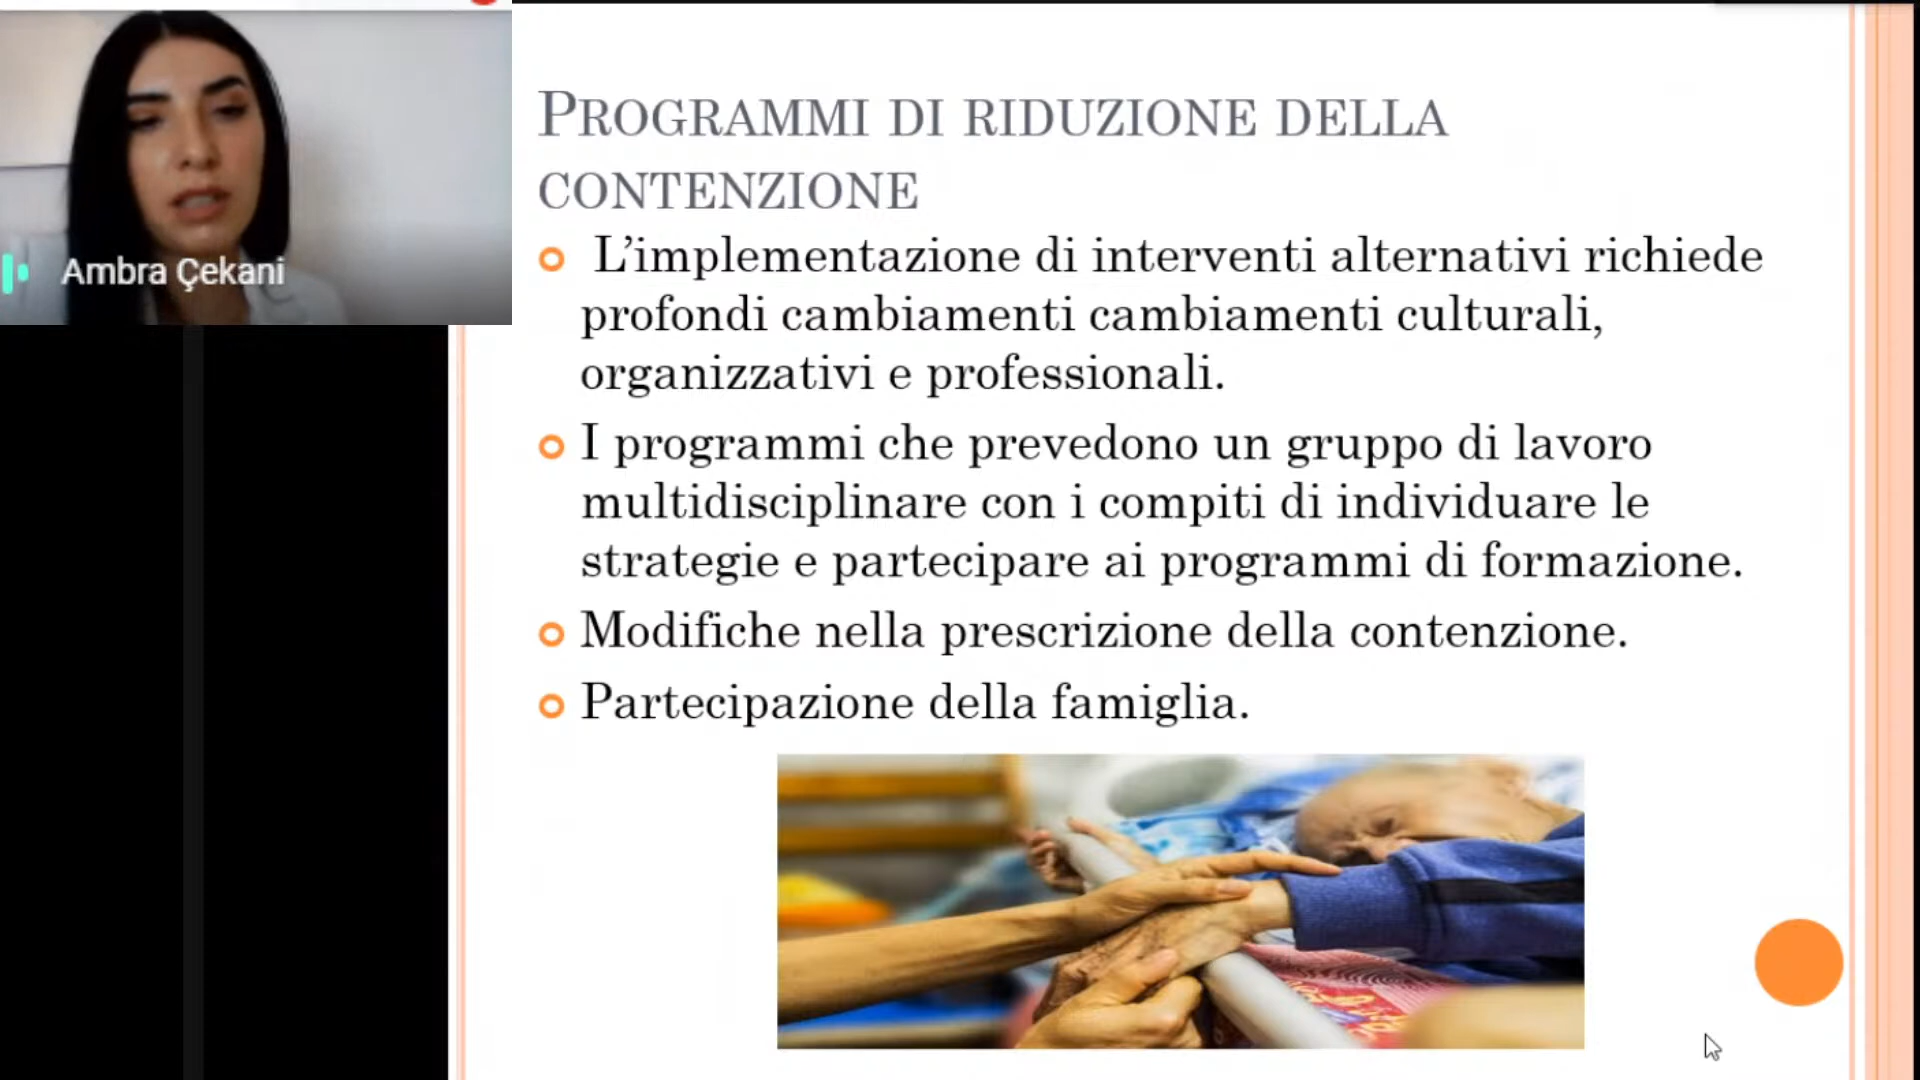 Ambra Çekani
PROGRAMMI DI RIDUZIONE DELLA
CONTENZIONE
L’implementazione di interventi alternativi richiede
profondi cambiamenti cambiamenti culturali,
organizzativi e professionali.
I programmi che prevedono un gruppo di lavoro
multidisciplinare con i compiti di individuare le
strategie e partecipare ai programmi di formazione.
Modifiche nella prescrizione della contenzione.
Partecipazione della famiglia.